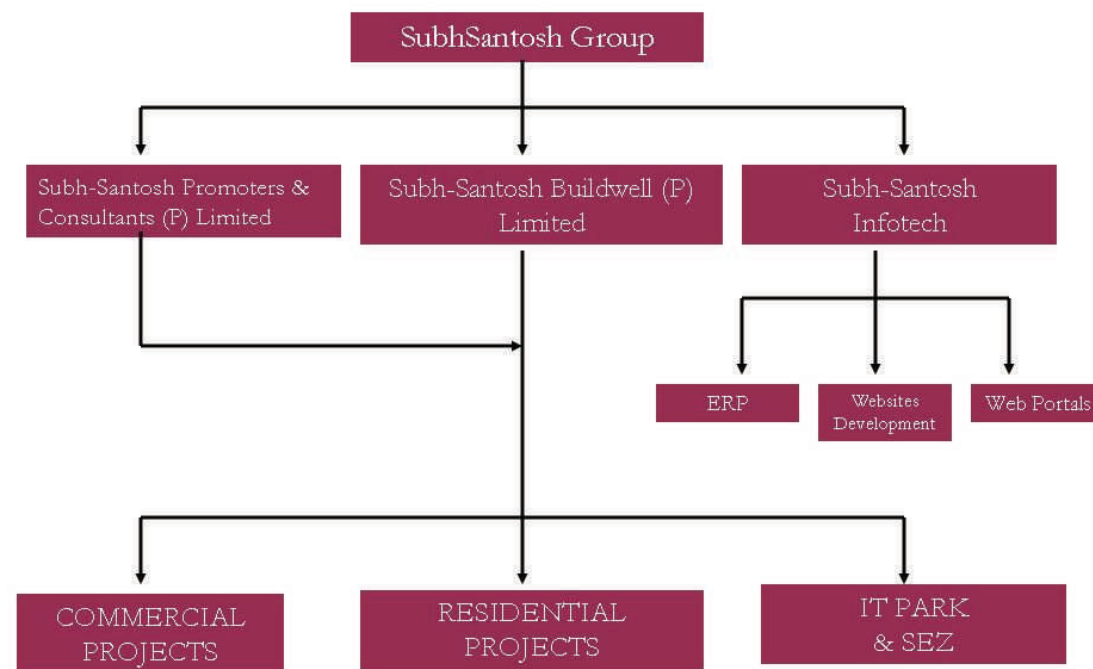 SubhSantosh Group
Subh-Santosh Promoters &
Consultants (P) Limited
Subh-Santosh Buildwell (P)
Limited
Subh-Santosh
Infotech
ERP
Websites
Development
Web Portals
COMMERCIAL
PROJECTS
RESIDENTIAL
PROJECTS
IT PARK
& SEZ